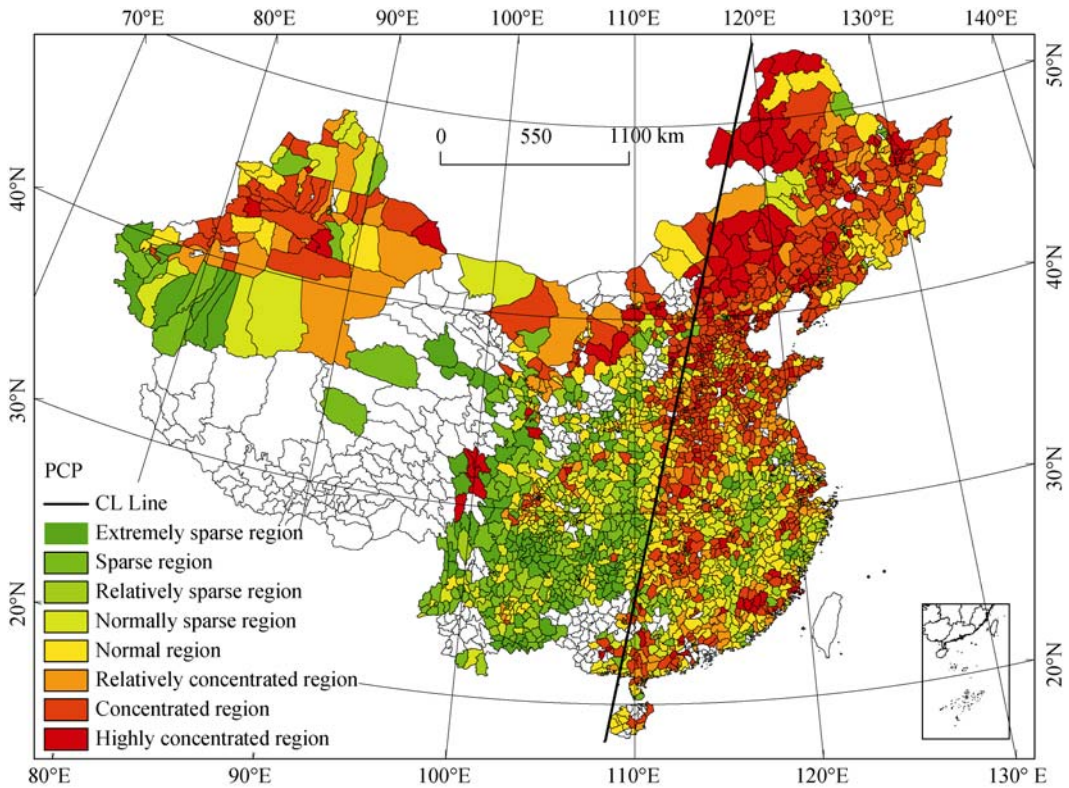 70°E 80°E 90°E 100°E 110°E 120°E 130°E 140°E
50°N
0 550 1100 km
40°N
40°N
30°N
30°N
20°N
20°N
PCP
CL Line
Extremely sparse region
Sparse region
Relatively sparse region
Normally sparse region
Normal region
Relatively concentrated region
Concentrated region
Highly concentrated region
80°E 90°E 100°E 110°E 120°E 130° E